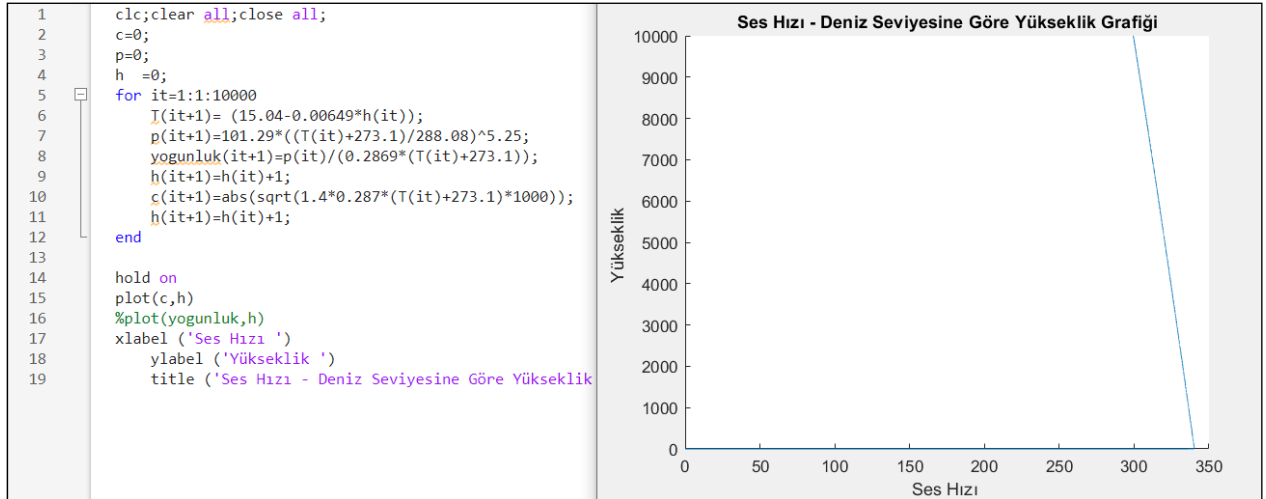 1 clc;clear all;close all;
2 c=0;
3 p=0;
4 h =0;
5 for it=1:1:10000
6 T(it+1)= (15.04-0.00649*h(it));
7 p(it+1)=101.29*((T(it)+273.1)/288.08)^5.25;
8 yogunluk(it+1)=p(it)/(0.2869*(T(it)+273.1));
9 h(it+1)=h(it)+1;
10 c(it+1)=abs(sqrt(1.4*0.287*(T(it)+273.1)*1000));
11 h(it+1)=h(it)+1;
12 end
13
14 hold on
15 plot(c,h)
16 %plot(yogunluk,h)
17 xlabel ('Ses Hızı ')
18 ylabel ('Yükseklik ')
19 title ('Ses Hızı - Deniz Seviyesine Göre Yükseklik
Ses Hızı - Deniz Seviyesine Göre Yükseklik Grafiği
10000
9000
8000
7000
6000
5000
4000
3000
2000
1000
0
Yükseklik
0 50 100 150 200 250 300 350
Ses Hızı